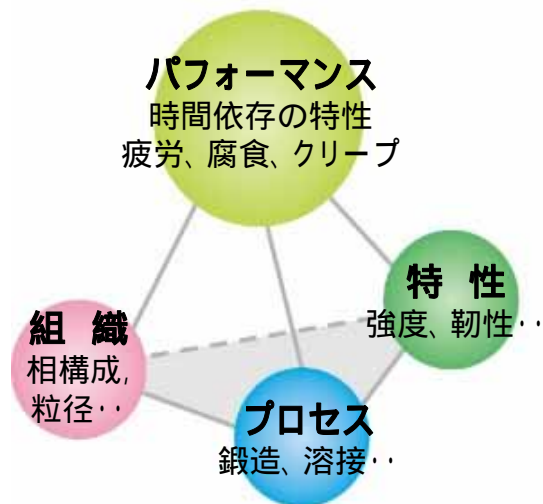 パフォーマンス
時間依存の特性
疲労、腐食、クリープ
特 性
強度、靭性‥
組 織
相構成,
粒径‥
プロセス
鍛造、溶接‥